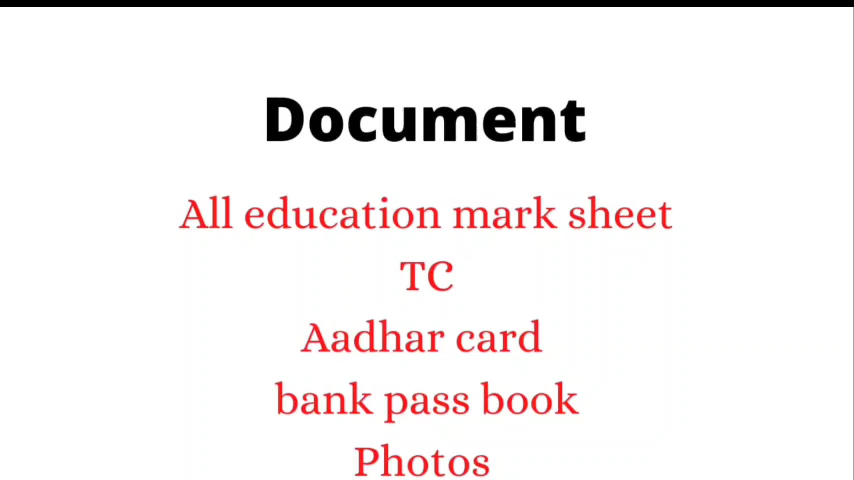 Document
All education mark sheet
TC
Aadhar card
bank pass book
Photos